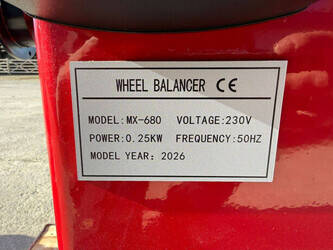 WHEEL BALANCER CE
MODEL:MX-680 VOLTAGE:230V
POWER:0.25KW FREQUENCY:50HZ
MODEL YEAR: 2026